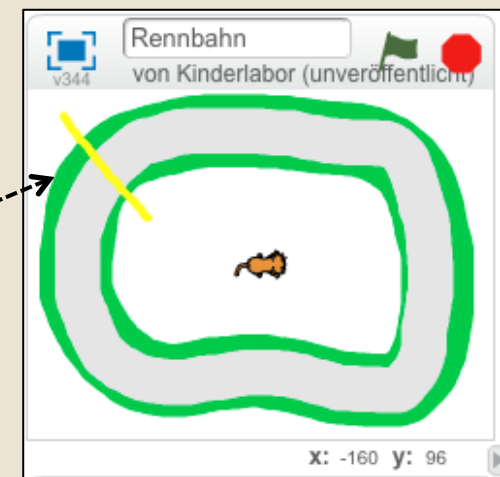 Rennbahn
v344
von Kinderlabor (unveröffentlicht)
x: -160 y: 96